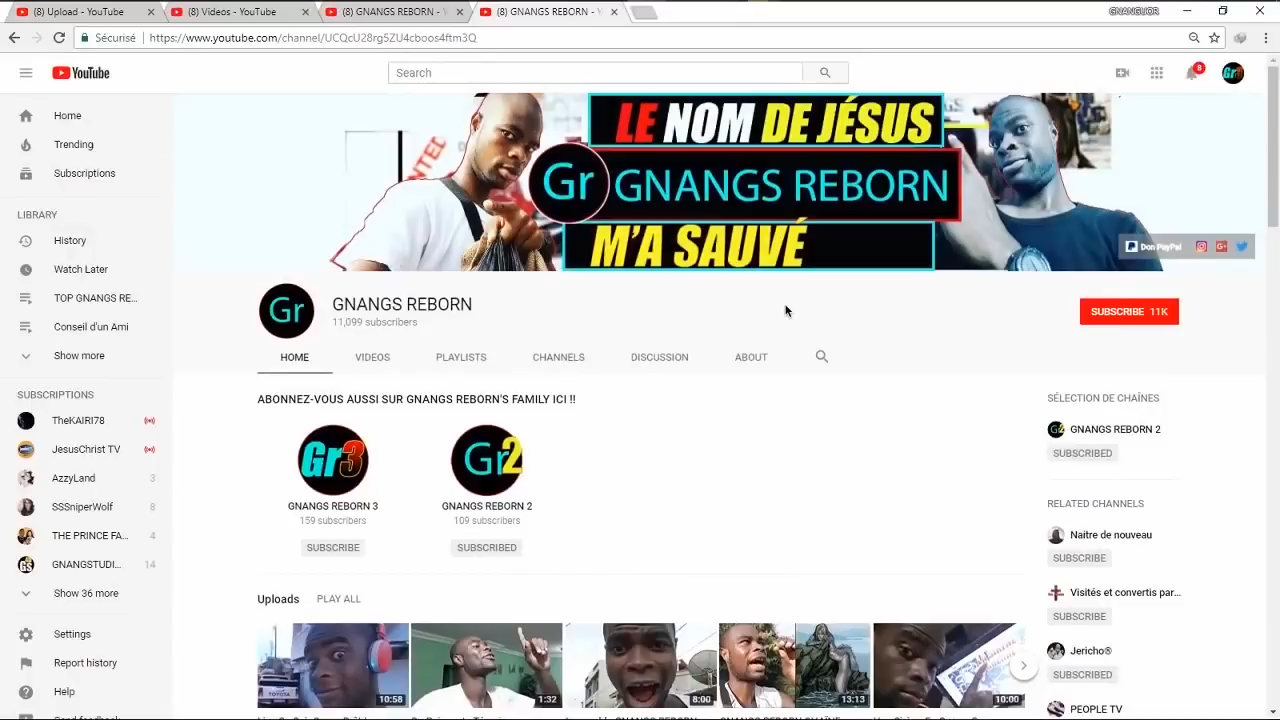 (8) Upload - YouTube
(8) Videos - YouTube
(8) GNANGS REBORN -
(8) GNANGS REBORN -
GNANGUOR
Sécurisé
https://www.youtube.com/channel/UCQcU28rg5ZU4cboos4ftm3Q
YouTube
Search
8
Home
Trending
Subscriptions
LIBRARY
History
Watch Later
TOP GNANGS RE...
Conseil d'un Ami
Show more
SUBSCRIPTIONS
TheKAIRI78
JesusChrist TV
AzzyLand 3
SSSniperWolf 8
THE PRINCE FA... 4
GNANGSTUDI... 14
Show 36 more
Settings
Report history
Help
Send feedback
LE NOM DE JÉSUS
Gr GNANGS REBORN
M'A SAUVÉ
Don PayPal
Gr
GNANGS REBORN
11,099 subscribers
SUBSCRIBE 11K
HOME
VIDEOS
PLAYLISTS
CHANNELS
DISCUSSION
ABOUT
ABONNEZ-VOUS AUSSI SUR GNANGS REBORN'S FAMILY ICI !!
Gr3
Gr2
GNANGS REBORN 3
GNANGS REBORN 2
159 subscribers
109 subscribers
SUBSCRIBE
SUBSCRIBED
Uploads
PLAY ALL
10:58
1:32
8:00
13:13
10:00
SÉLECTION DE CHAÎNES
GNANGS REBORN 2
SUBSCRIBED
RELATED CHANNELS
Naitre de nouveau
SUBSCRIBE
Visités et convertis par...
SUBSCRIBE
Jericho®
SUBSCRIBED
PEOPLE TV